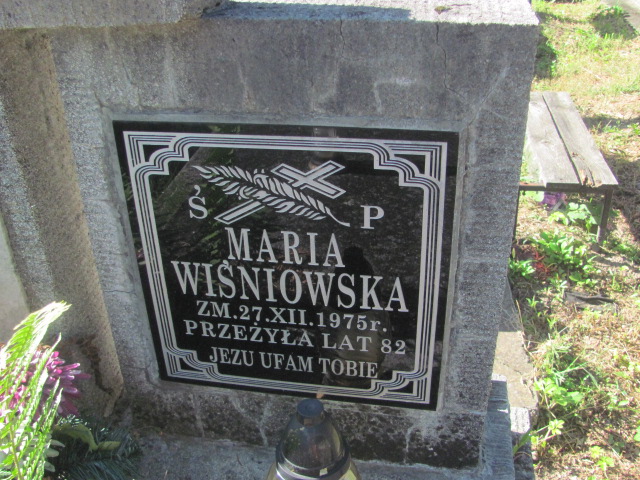 Ś P
MARIA
WIŚNIOWSKA
ZM.27.XII.1975r.
PRZEŻYŁA LAT 82
JEZU UFAM TOBIE